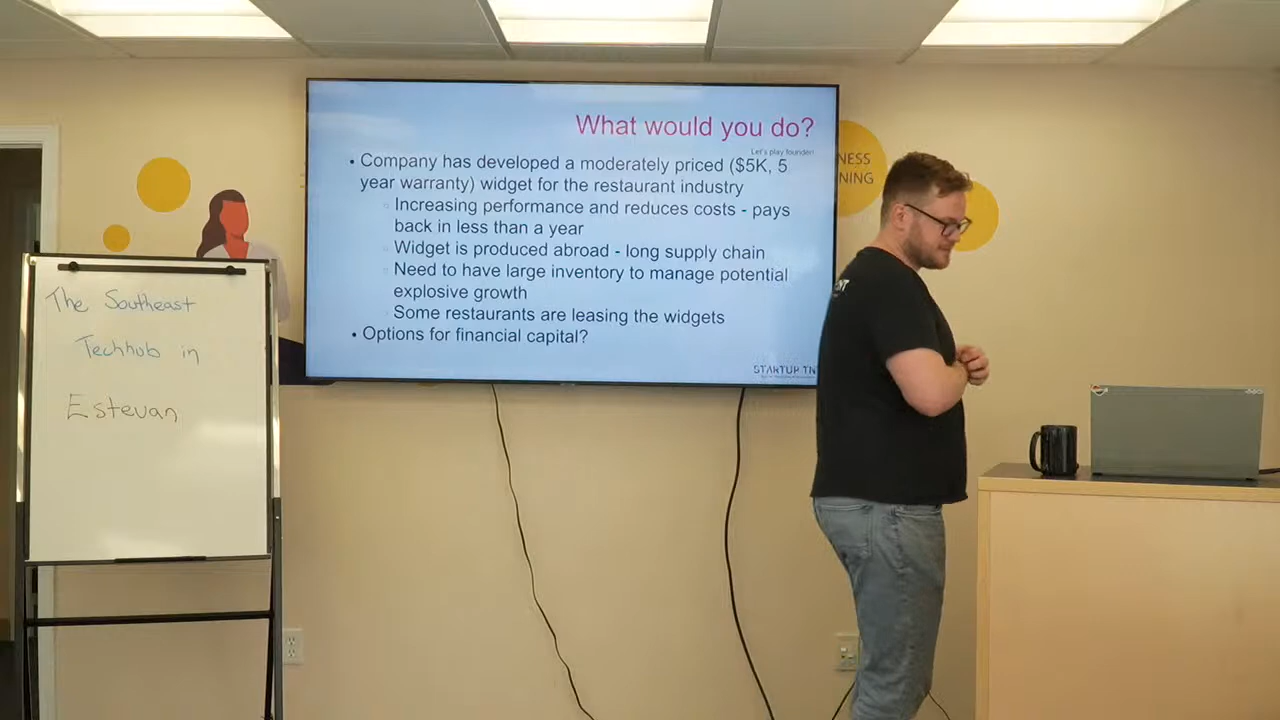 What would you do?
Let's play founder!
• Company has developed a moderately priced ($5K, 5
year warranty) widget for the restaurant industry
Increasing performance and reduces costs - pays
back in less than a year
Widget is produced abroad - long supply chain
Need to have large inventory to manage potential
explosive growth
Some restaurants are leasing the widgets
• Options for financial capital?
STARTUP TN
NESS
NING
The Southeast
Techhub in
Estevan